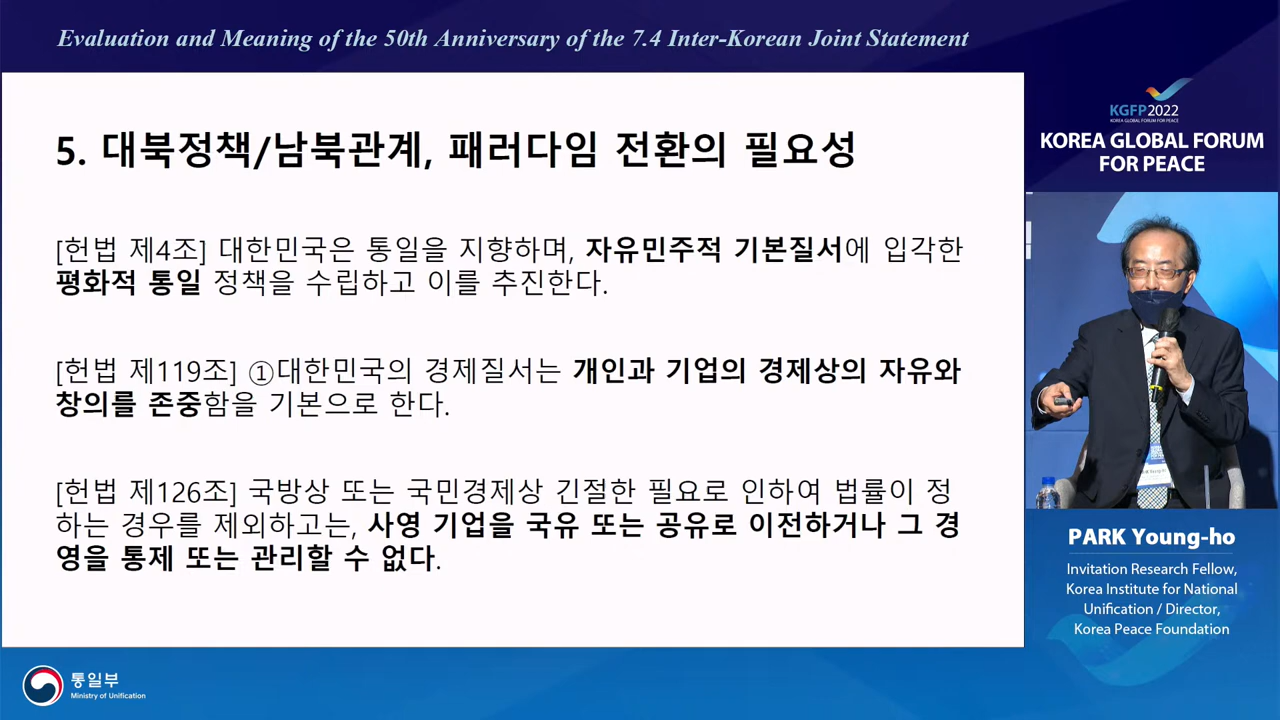 Evaluation and Meaning of the 50th Anniversary of the 7.4 Inter-Korean Joint Statement
5. 대북정책/남북관계, 패러다임 전환의 필요성
[헌법 제4조] 대한민국은 통일을 지향하며, 자유민주적 기본질서에 입각한
평화적 통일 정책을 수립하고 이를 추진한다.
[헌법 제119조] ①대한민국의 경제질서는 개인과 기업의 경제상의 자유와
창의를 존중함을 기본으로 한다.
[헌법 제126조] 국방상 또는 국민경제상 긴절한 필요로 인하여 법률이 정
하는 경우를 제외하고는, 사영 기업을 국유 또는 공유로 이전하거나 그 경
영을 통제 또는 관리할 수 없다.
통일부
Ministry of Unification
KGFP2022
KOREA GLOBAL FORUM FOR PEACE
KOREA GLOBAL FORUM
FOR PEACE
PARK Young-ho
Invitation Research Fellow,
Korea Institute for National
Unification / Director,
Korea Peace Foundation